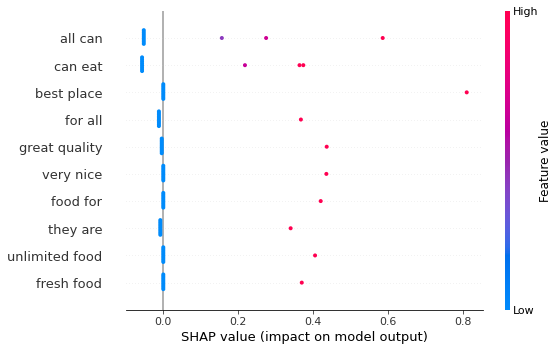 High
all can
can eat
best place
for all
great quality
very nice
food for
they are
unlimited food
fresh food
Feature value
Low
0.0 0.2 0.4 0.6 0.8
SHAP value (impact on model output)